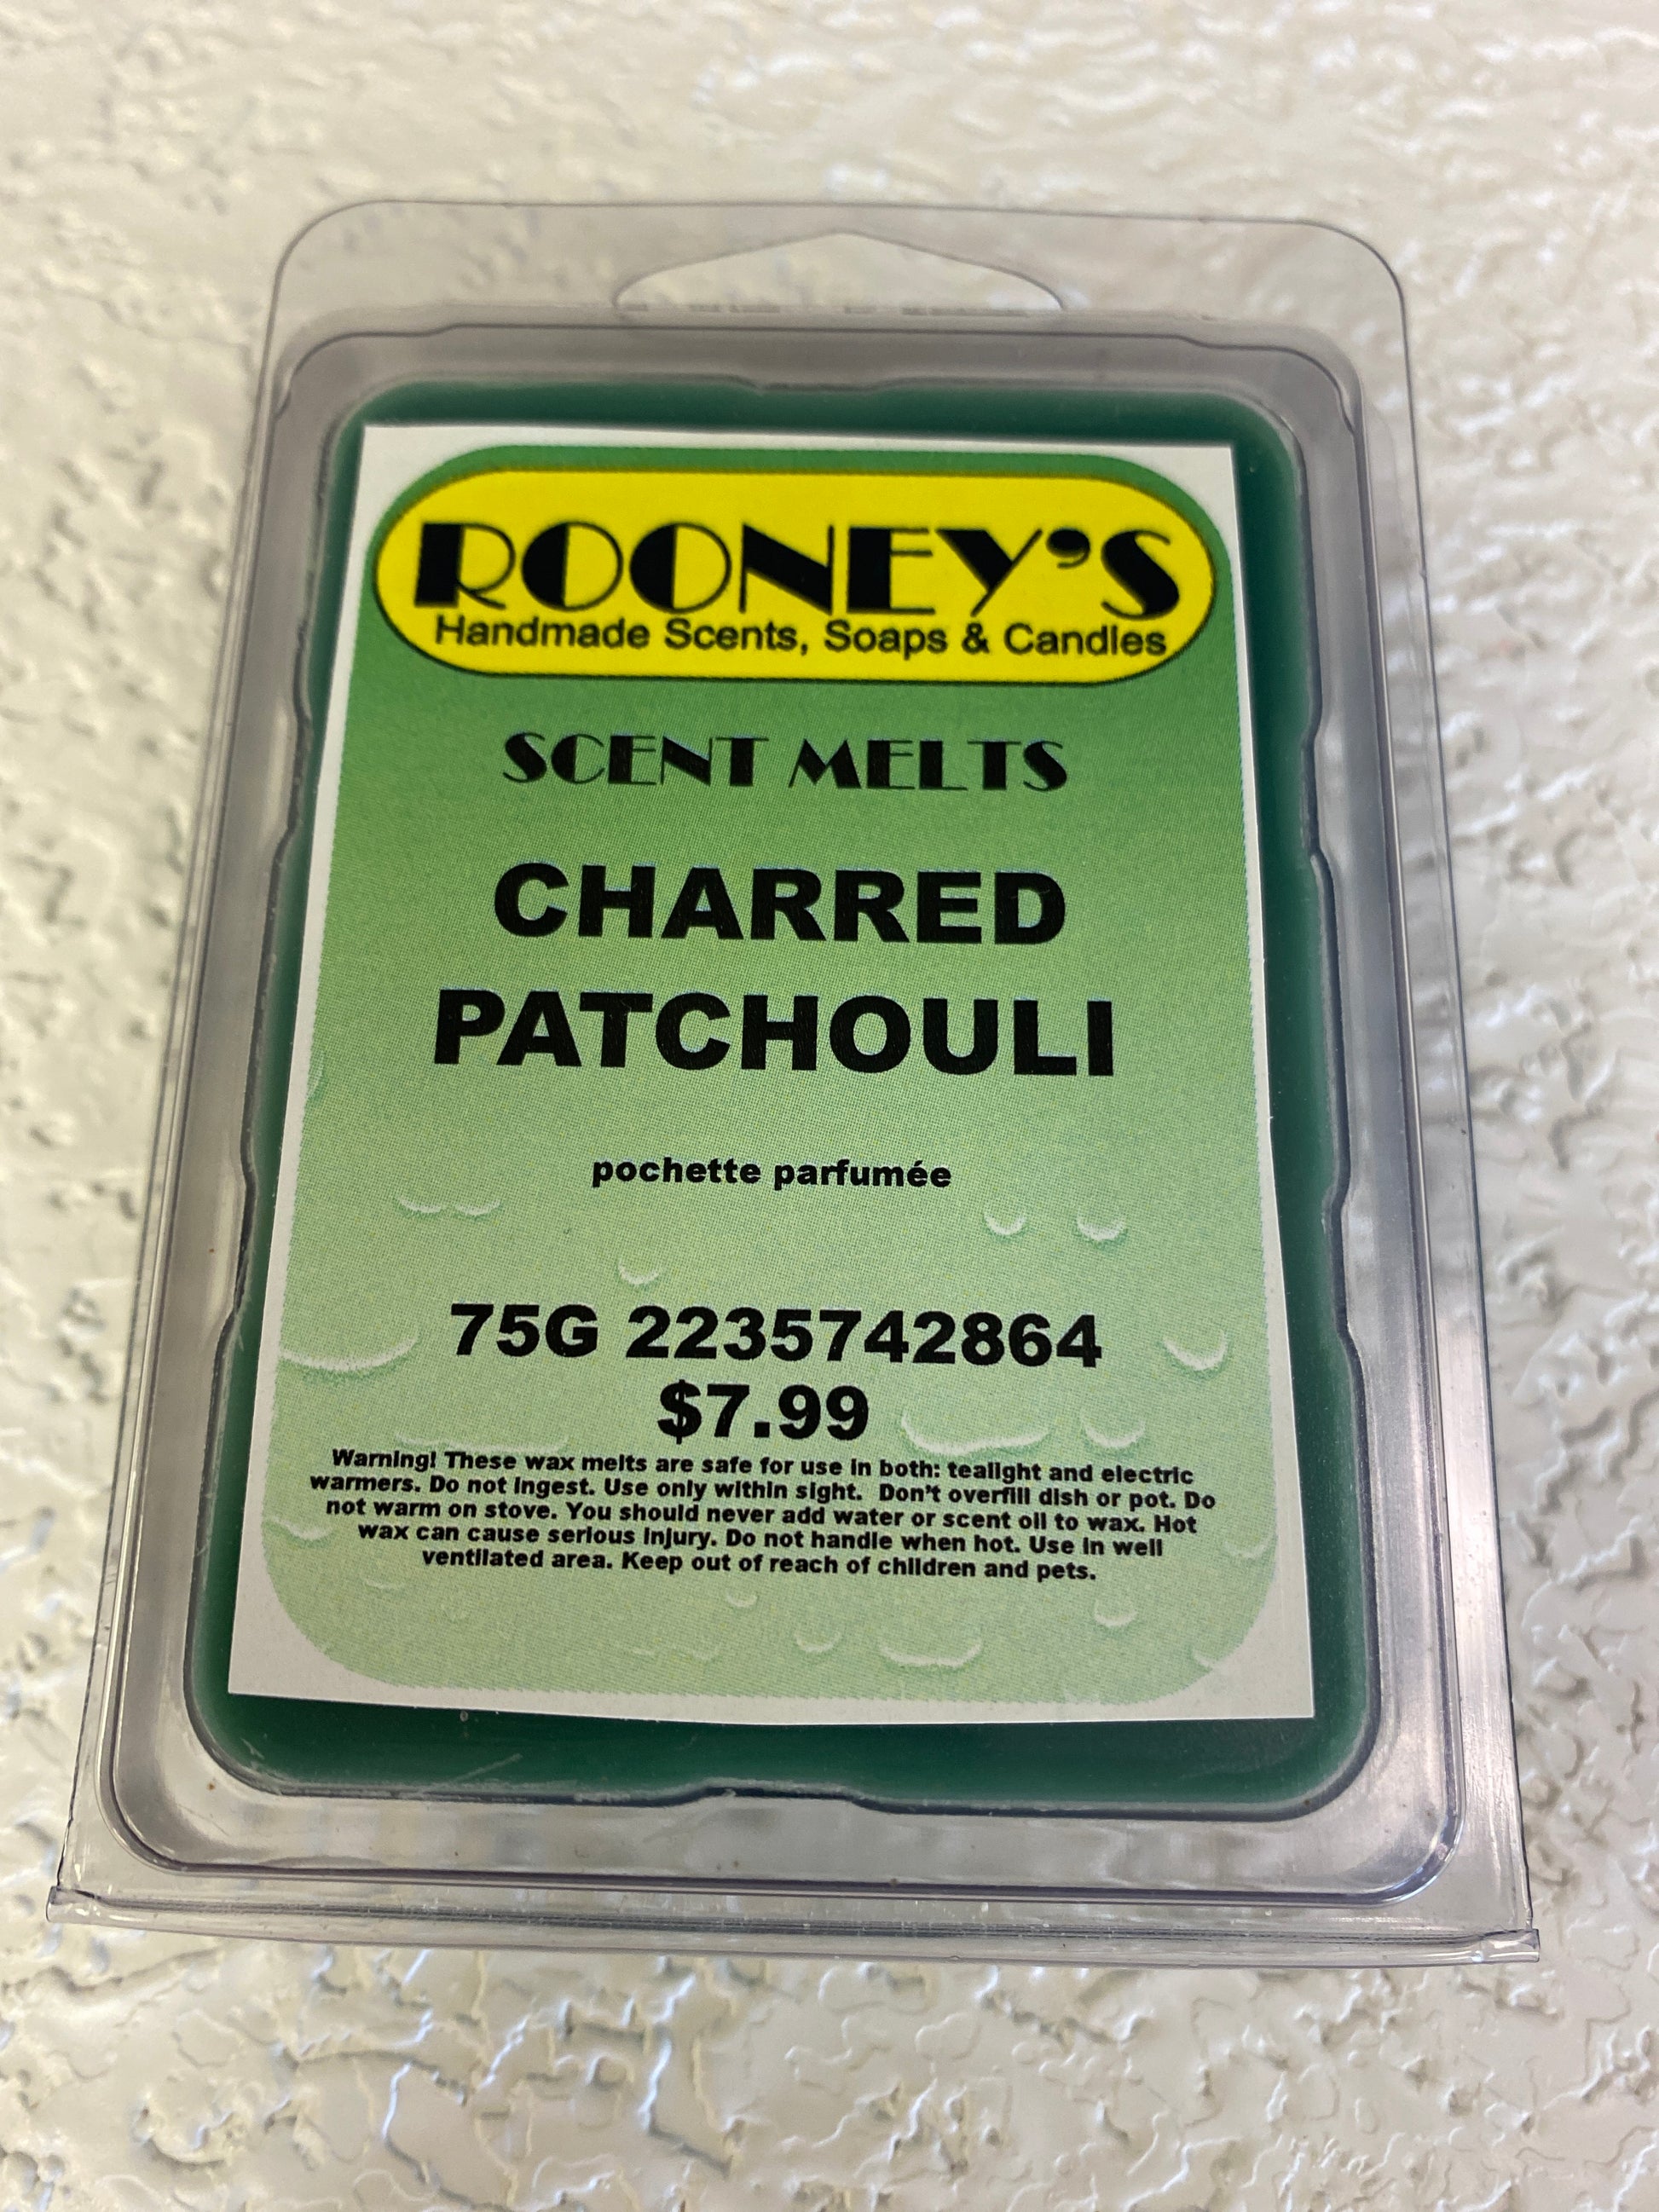 ROONEY'S
Handmade Scents, Soaps & Candles
SCENT MELTS
CHARRED
PATCHOULI
pochette parfumée
75G 2235742864
$7.99
Warning! These wax melts are safe for use in both: tealight and electric
warmers. Do not ingest. Use only within sight. Don't overfill dish or pot. Do
not warm on stove. You should never add water or scent oil to wax. Hot
wax can cause serious injury. Do not handle when hot. Use in well
ventilated area. Keep out of reach of children and pets.